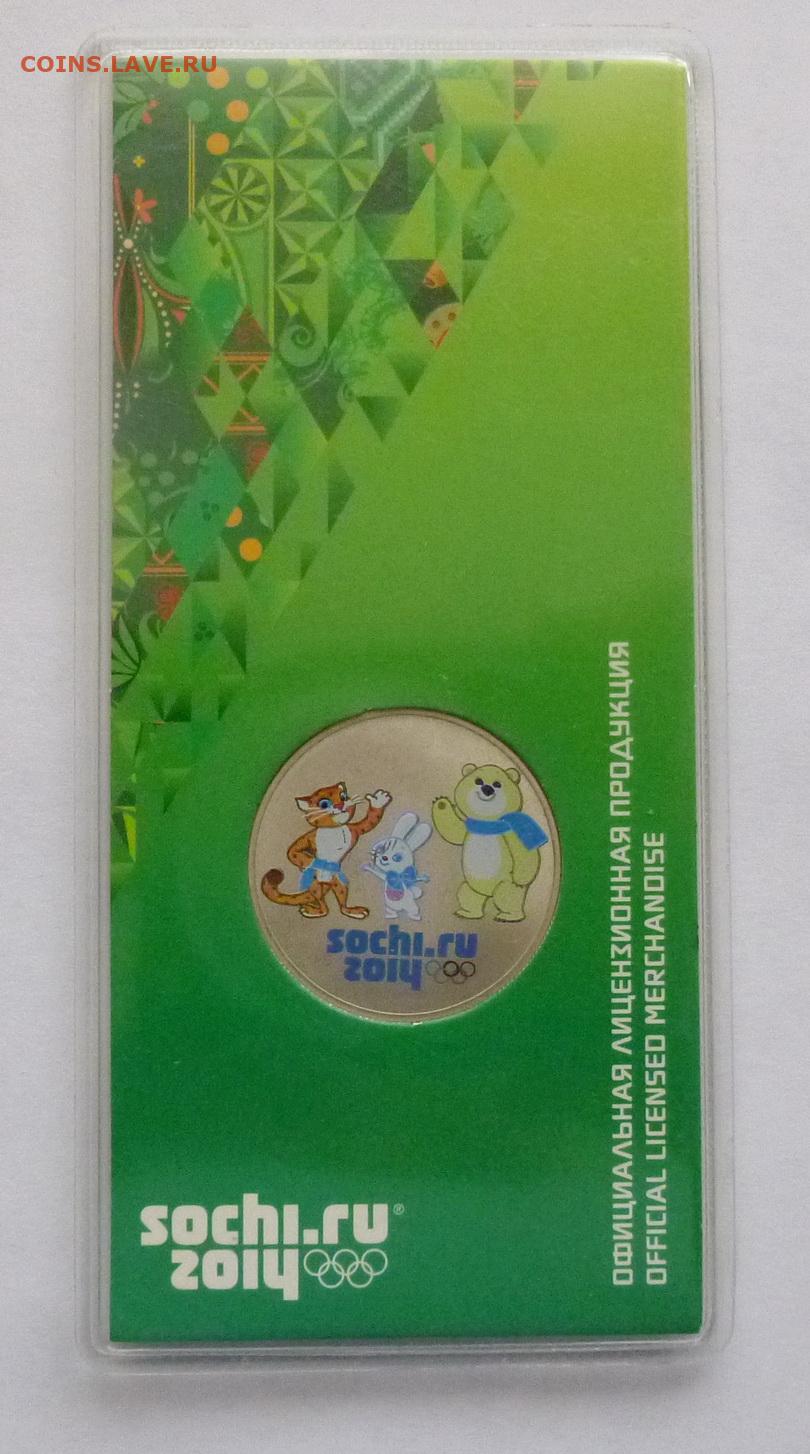 COINS.LAVE.RU
sochi.ru
2014
sochi.ru®
2014
ОФИЦИАЛЬНАЯ ЛИЦЕНЗИОННАЯ ПРОДУКЦИЯ
OFFICIAL LICENSED MERCHANDISE